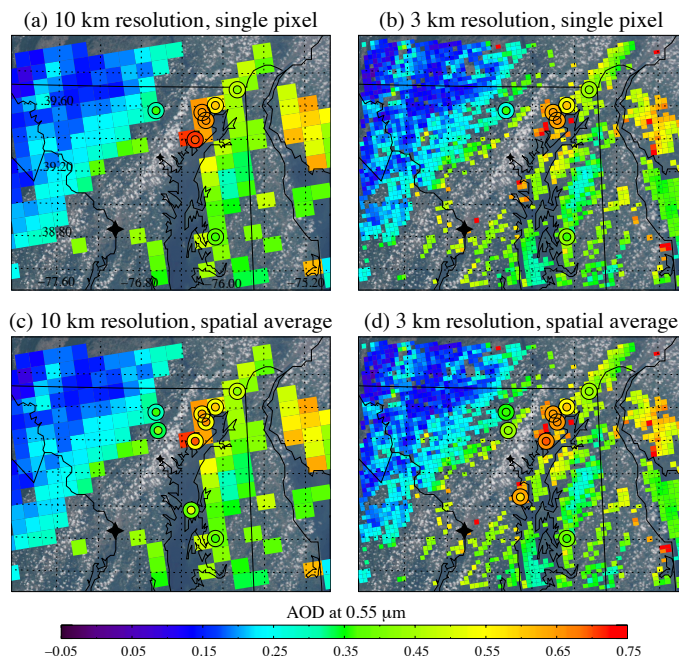 (a) 10 km resolution, single pixel
(b) 3 km resolution, single pixel
39.60
39.20
38.80
−77.60
−76.80
−76.00
−75.20
(c) 10 km resolution, spatial average
(d) 3 km resolution, spatial average
AOD at 0.55 µm
−0.05 0.05 0.15 0.25 0.35 0.45 0.55 0.65 0.75